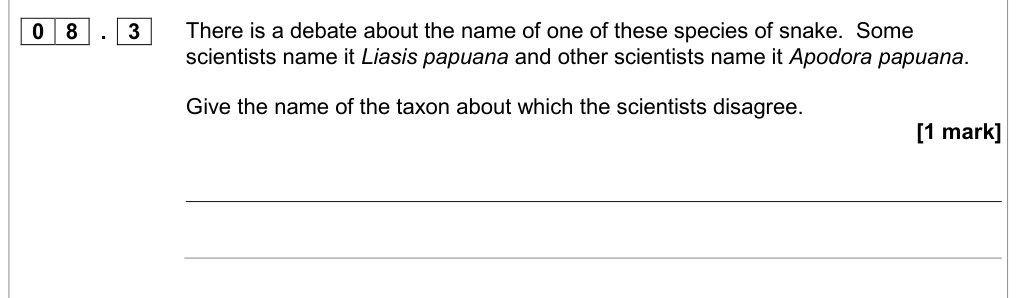 0 8 . 3 There is a debate about the name of one of these species of snake. Some
scientists name it Liasis papuana and other scientists name it Apodora papuana.
Give the name of the taxon about which the scientists disagree.
[1 mark]